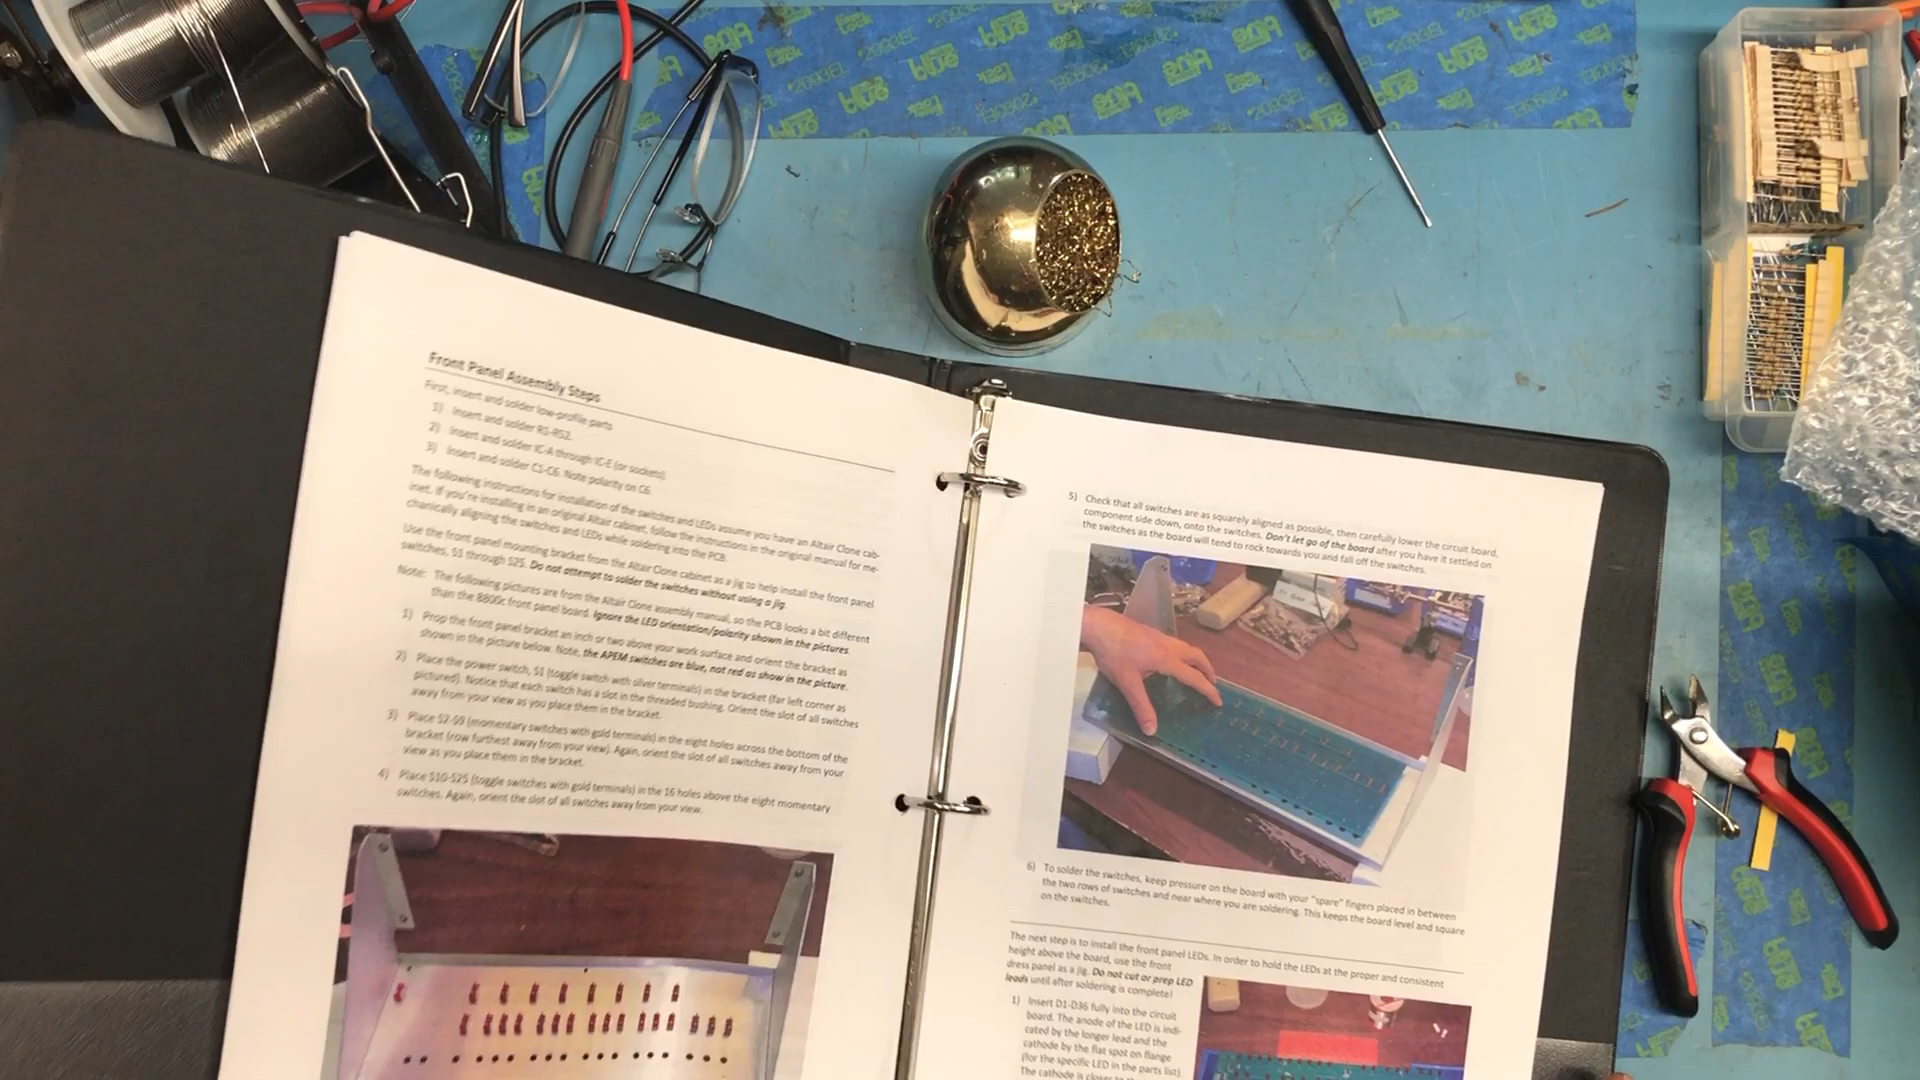 Front Panel Assembly Steps
First, insert and solder low-profile parts
1) Insert and solder R1-R52.
2) Insert and solder IC-A through IC-E (or sockets).
3) Insert and solder C1-C6. Note polarity on C6.
The following instructions for installation of the switches and LEDs assume you have an Altair Clone cab-
inet. If you're installing in an original Altair cabinet, follow the instructions in the original manual for me-
chanically aligning the switches and LEDs while soldering into the PCB.
Use the front panel mounting bracket from the Altair Clone cabinet as a jig to help install the front panel
switches, S1 through S25. Do not attempt to solder the switches without using a jig.
Note: The following pictures are from the Altair Clone assembly manual, so the PCB looks a bit different
than the 8800c front panel board. Ignore the LED orientation/polarity shown in the pictures.
1) Prop the front panel bracket an inch or two above your work surface and orient the bracket as
shown in the picture below. Note, the APEM switches are blue, not red as show in the picture.
2) Place the power switch, S1 (toggle switch with silver terminals) in the bracket (far left corner as
pictured). Notice that each switch has a slot in the threaded bushing. Orient the slot of all switches
away from your view as you place them in the bracket.
3) Place S2-S9 (momentary switches with gold terminals) in the eight holes across the bottom of the
bracket (row furthest away from your view). Again, orient the slot of all switches away from your
view as you place them in the bracket.
4) Place S10-S25 (toggle switches with gold terminals) in the 16 holes above the eight momentary
switches. Again, orient the slot of all switches away from your view.
5) Check that all switches are as squarely aligned as possible, then carefully lower the circuit board,
component side down, onto the switches. Don't let go of the board after you have it settled on
the switches as the board will tend to rock towards you and fall off the switches.
6) To solder the switches, keep pressure on the board with your "spare" fingers placed in between
the two rows of switches and near where you are soldering. This keeps the board level and square
on the switches.
The next step is to install the front panel LEDs. In order to hold the LEDs at the proper and consistent
height above the board, use the front
dress panel as a jig. Do not cut or prep LED
leads until after soldering is complete!
1) Insert D1-D36 fully into the circuit
board. The anode of the LED is indi-
cated by the longer lead and the
cathode by the flat spot on flange
(for the specific LED in the parts list).
The cathode is closer